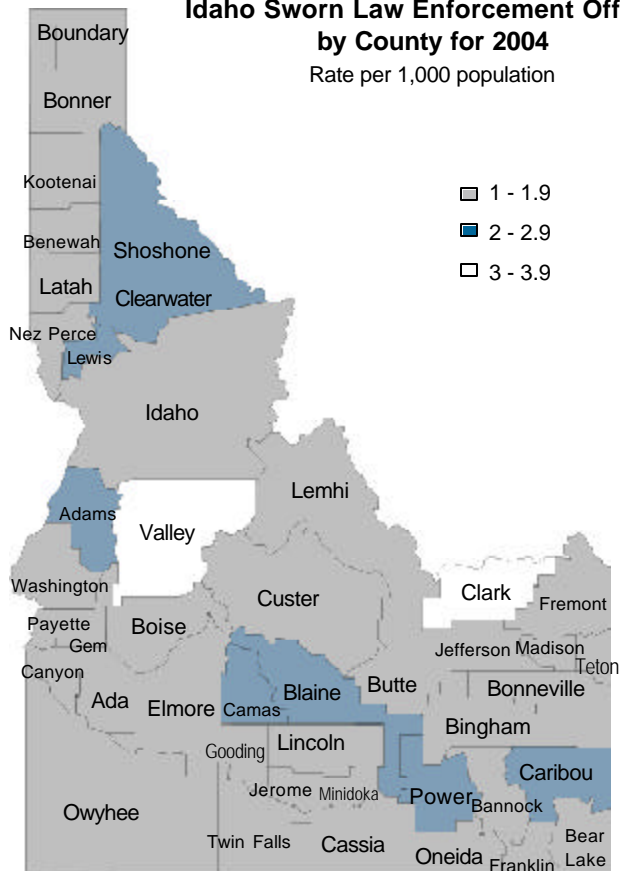 Idaho Sworn Law Enforcement Off
by County for 2004
Rate per 1,000 population
1 - 1.9
2 - 2.9
3 - 3.9
Boundary
Bonner
Kootenai
Benewah
Shoshone
Latah
Clearwater
Nez Perce
Lewis
Idaho
Lemhi
Adams
Valley
Washington
Custer
Clark
Fremont
Payette
Boise
Gem
Jefferson Madison
Teton
Canyon
Ada
Elmore
Camas
Blaine
Butte
Bonneville
Bingham
Gooding
Lincoln
Caribou
Jerome
Minidoka
Power
Bannock
Owyhee
Twin Falls
Cassia
Oneida
Franklin
Bear
Lake